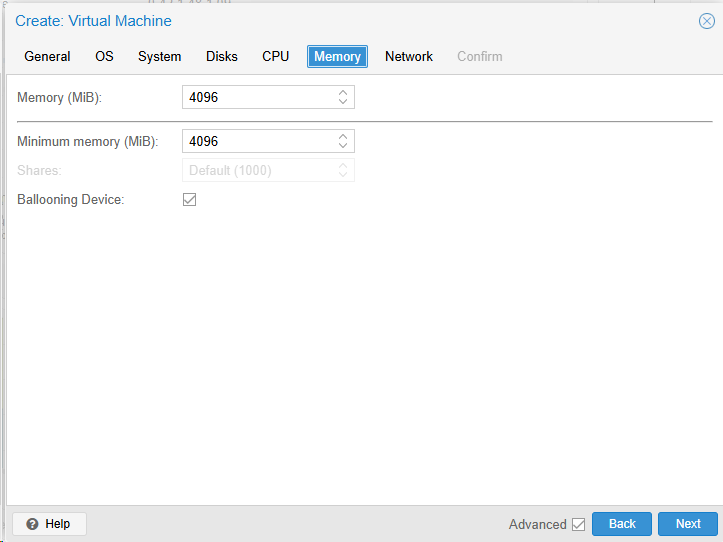 Create: Virtual Machine
General OS System Disks CPU Memory Network Confirm
Memory (MiB): 4096
Minimum memory (MiB): 4096
Shares: Default (1000)
Ballooning Device:
Help Advanced Back Next